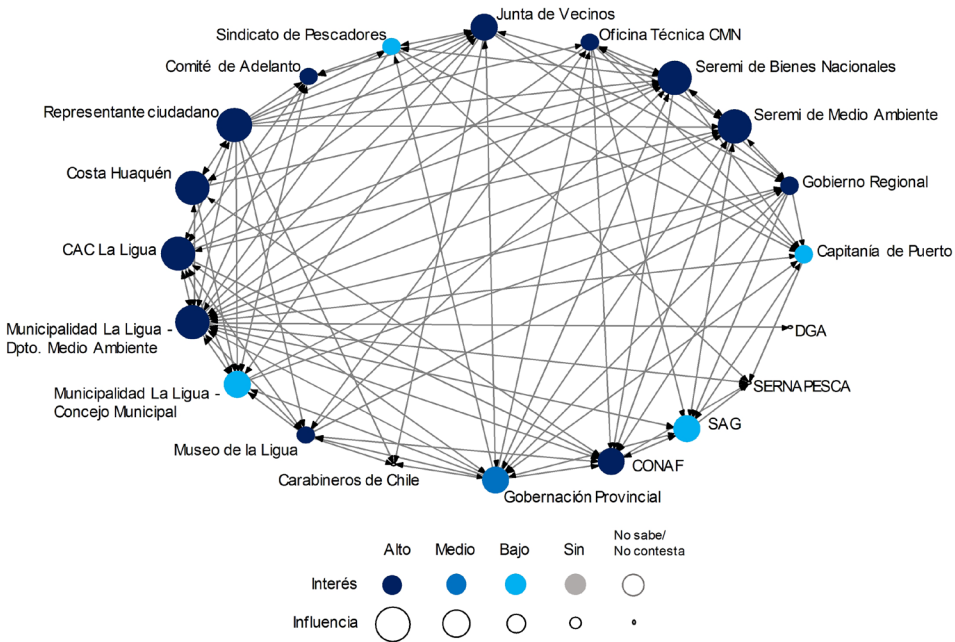 Junta de Vecinos
Sindicato de Pescadores
Oficina Técnica CMN
Comité de Adelanto
Seremi de Bienes Nacionales
Representante ciudadano
Seremi de Medio Ambiente
Costa Huaquén
Gobierno Regional
CAC La Ligua
Capitanía de Puerto
Municipalidad La Ligua -
Dpto. Medio Ambiente
DGA
Municipalidad La Ligua -
Concejo Municipal
SERNAPESCA
SAG
Museo de la Ligua
CONAF
Carabineros de Chile
Gobernación Provincial
No sabe/
No contesta
Alto Medio Bajo Sin
Interés
Influencia